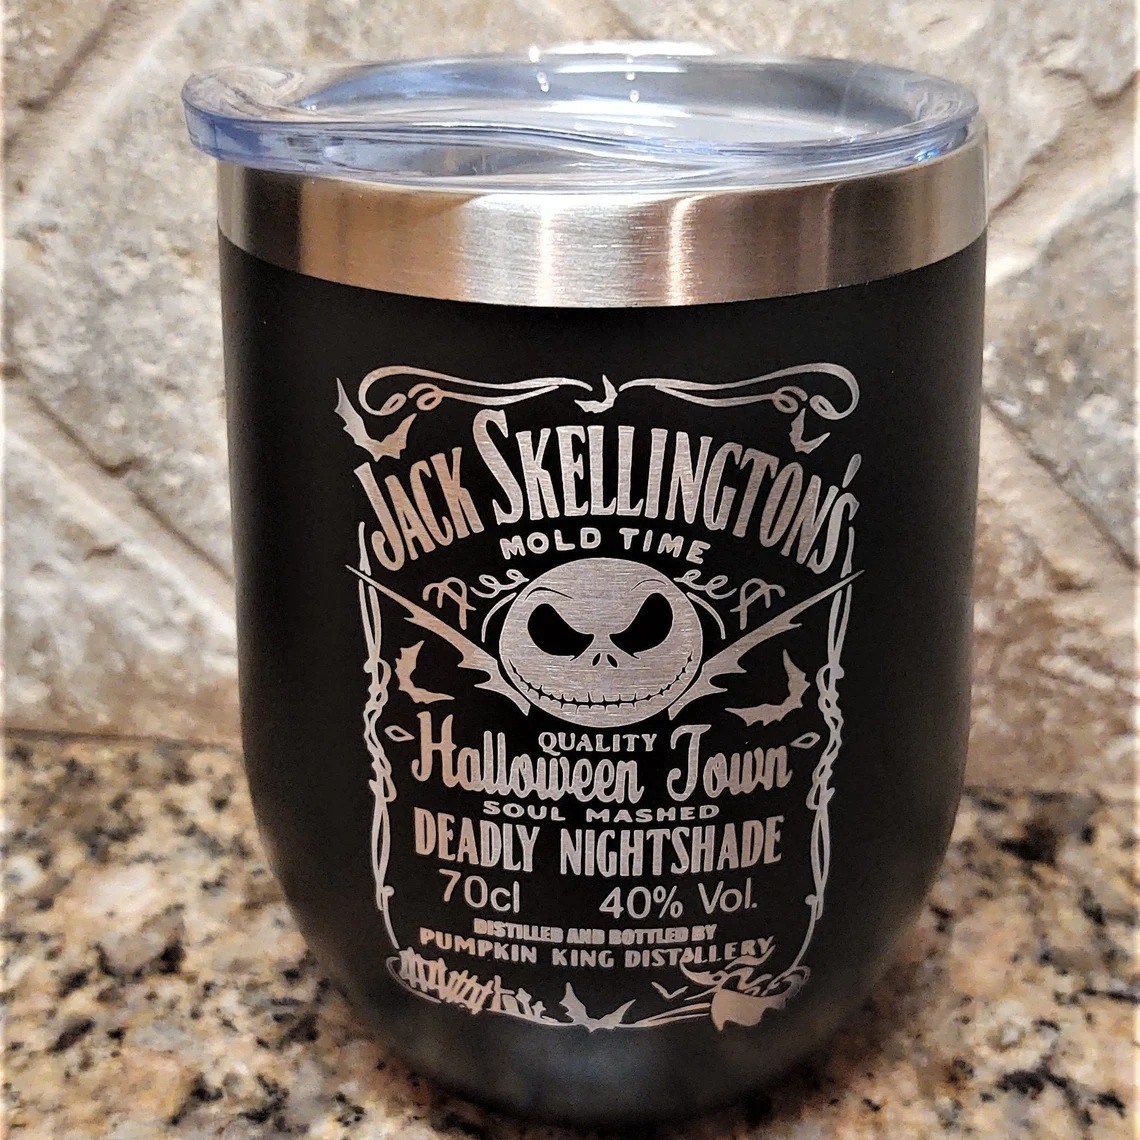 JACK SKELLINGTON'S
MOLD TIME
QUALITY
Halloween Town
SOUL MASHED
DEADLY NIGHTSHADE
70cl 40% Vol.
DISTILLED AND BOTTLED BY
PUMPKIN KING DISTALLERY